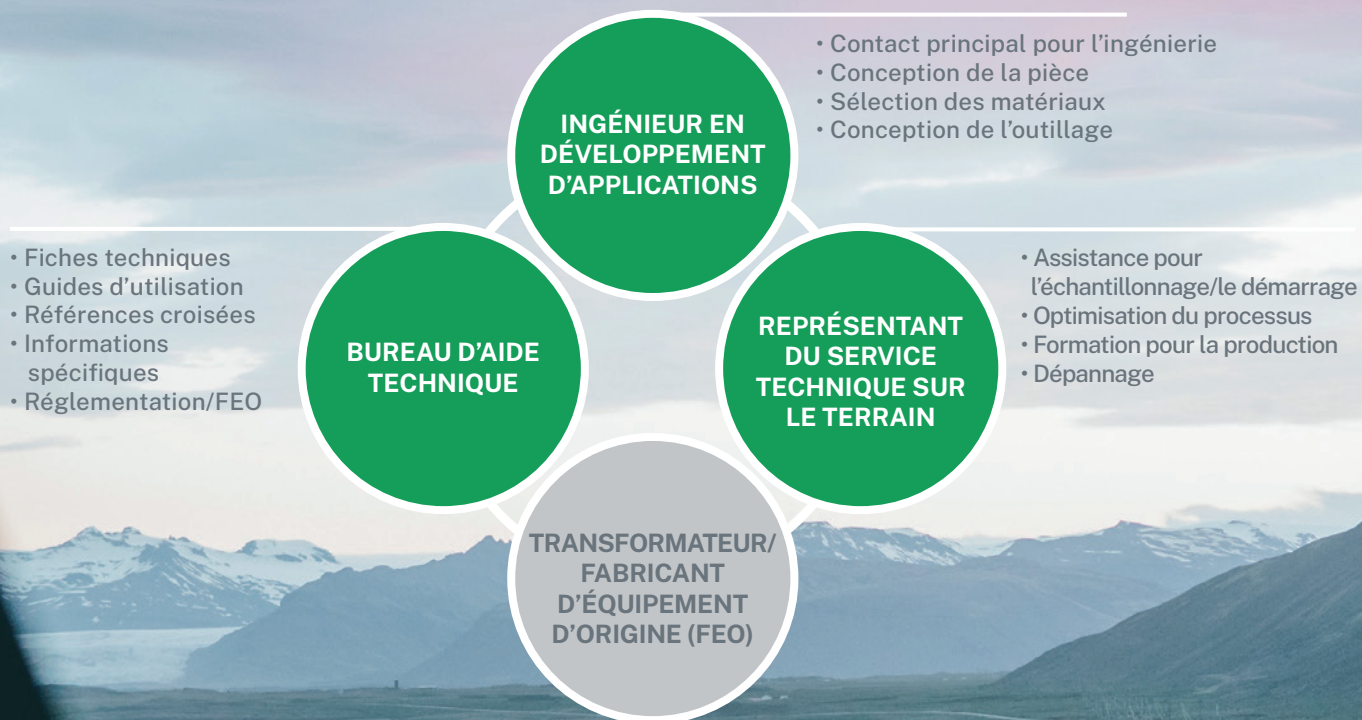 INGÉNIEUR EN
DÉVELOPPEMENT
D’APPLICATIONS
• Contact principal pour l’ingénierie
• Conception de la pièce
• Sélection des matériaux
• Conception de l’outillage
• Fiches techniques
• Guides d’utilisation
• Références croisées
• Informations
spécifiques
• Réglementation/FEO
BUREAU D’AIDE
TECHNIQUE
REPRÉSENTANT
DU SERVICE
TECHNIQUE SUR
LE TERRAIN
• Assistance pour
l’échantillonnage/le démarrage
• Optimisation du processus
• Formation pour la production
• Dépannage
TRANSFORMATEUR/
FABRICANT
D’ÉQUIPEMENT
D’ORIGINE (FEO)